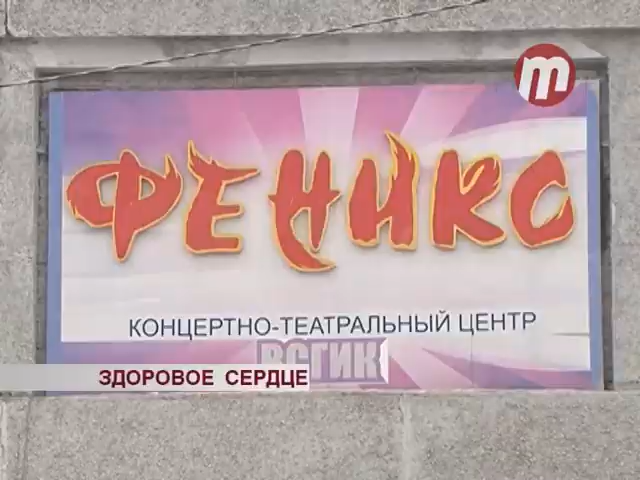 m
ФЕНИКС
КОНЦЕРТНО-ТЕАТРАЛЬНЫЙ ЦЕНТР
ВСГИК
ЗДОРОВОЕ СЕРДЦЕ